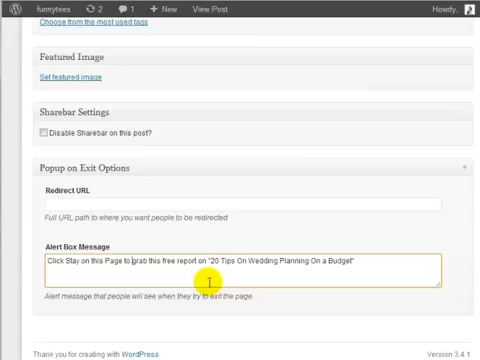 funnytees 2 1 + New View Post Howdy,
Choose from the most used tags
Featured Image
Set featured image
Sharebar Settings
Disable Sharebar on this post?
Popup on Exit Options
Redirect URL
Full URL path to where you want people to be redirected
Alert Box Message
Click Stay on this Page to grab this free report on "20 Tips On Wedding Planning On a Budget"
Alert message that people will see when they try to exit the page.
Thank you for creating with WordPress. Version 3.4.1